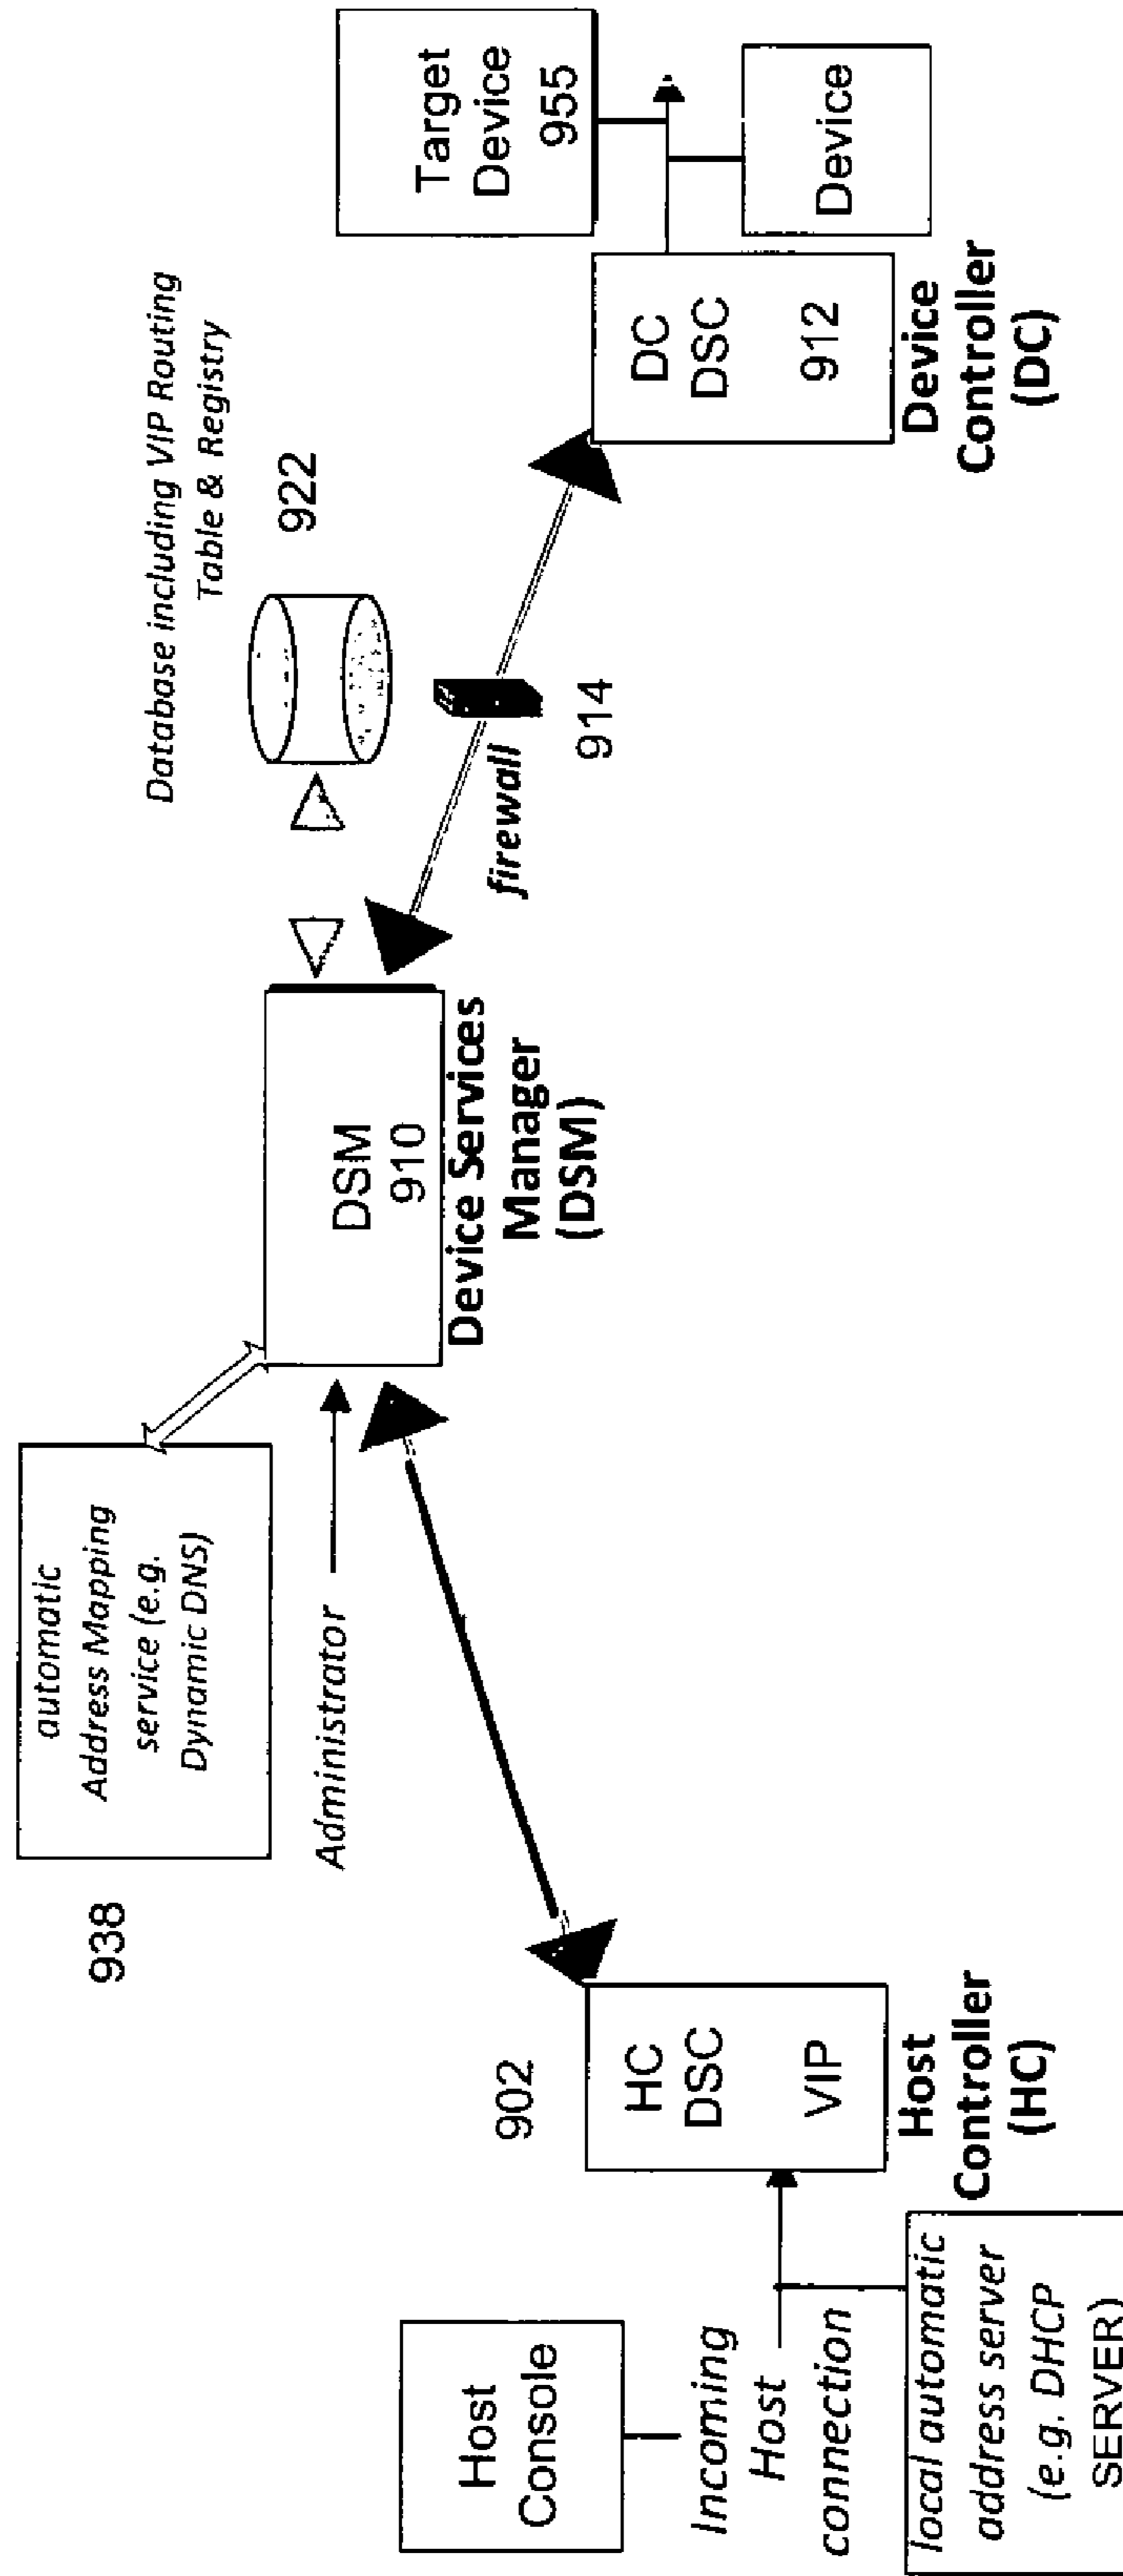 938
automatic
Address Mapping
service (e.g.
Dynamic DNS)
Administrator
Database including VIP Routing
Table & Registry
922
DSM
910
Device Services
Manager
(DSM)
firewall
914
Target
Device
955
Device
DC
DSC
912
Device
Controller
(DC)
902
HC
DSC
VIP
Host
Controller
(HC)
Host
Console
Incoming
Host
connection
local automatic
address server
(e.g. DHCP
SERVER)